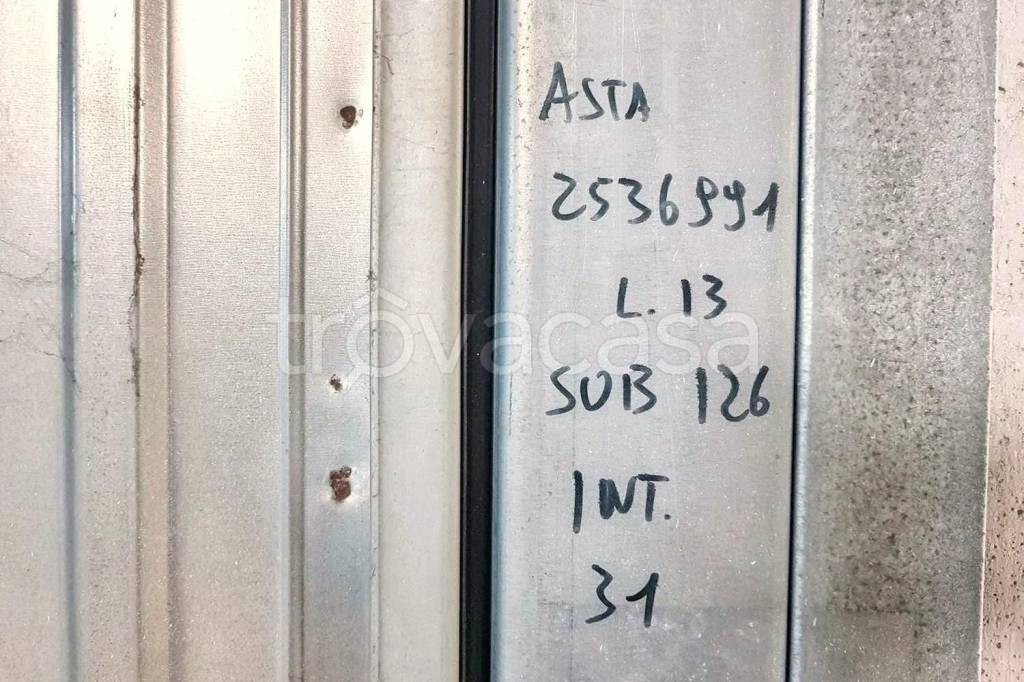 ASTA
2536991
L. 13
trovacasa
SUB 126
INT.
31